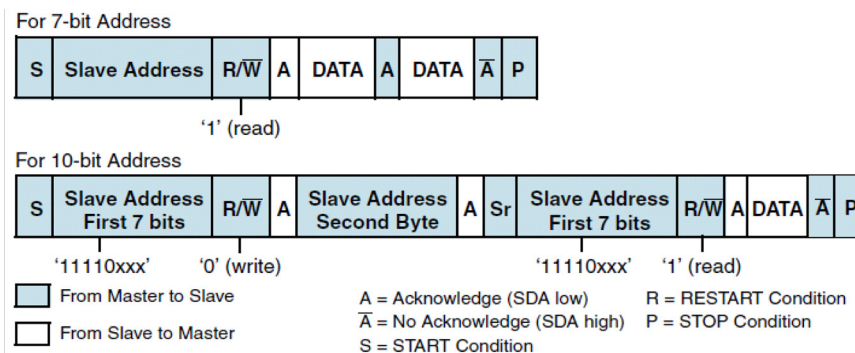 For 7-bit Address
S Slave Address R/W̅ A DATA A DATA A̅ P
'1' (read)
For 10-bit Address
S Slave Address First 7 bits R/W̅ A Slave Address Second Byte A Sr Slave Address First 7 bits R/W̅ A DATA A̅ P
'11110xxx' '0' (write) '11110xxx' '1' (read)
From Master to Slave
From Slave to Master
A = Acknowledge (SDA low)
A̅ = No Acknowledge (SDA high)
S = START Condition
R = RESTART Condition
P = STOP Condition